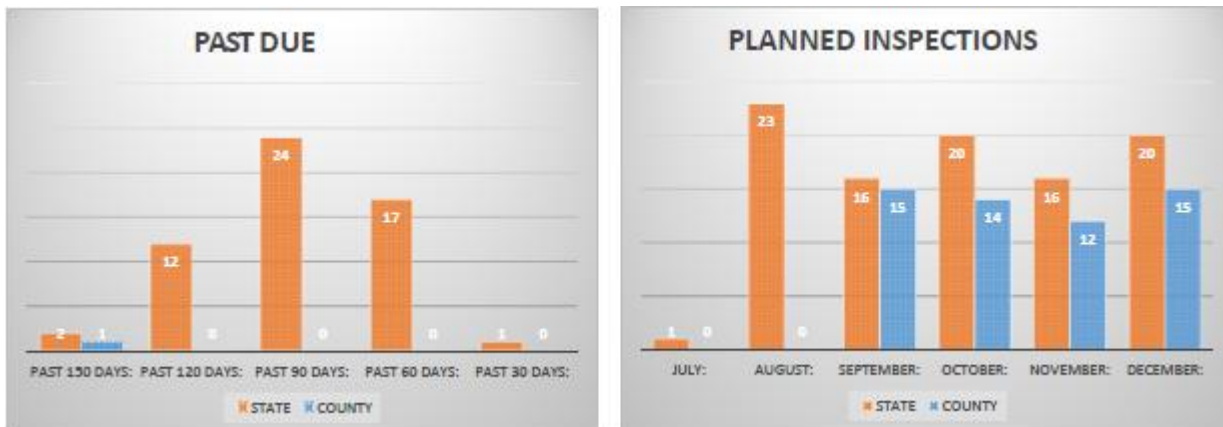 PAST DUE
24
17
12
2 1 0 0 0 1 0
PAST 150 DAYS: PAST 120 DAYS: PAST 90 DAYS: PAST 60 DAYS: PAST 30 DAYS:
STATE COUNTY
PLANNED INSPECTIONS
23
20 20
16 15 14 16 12 15
1 0 0
JULY: AUGUST: SEPTEMBER: OCTOBER: NOVEMBER: DECEMBER:
STATE COUNTY